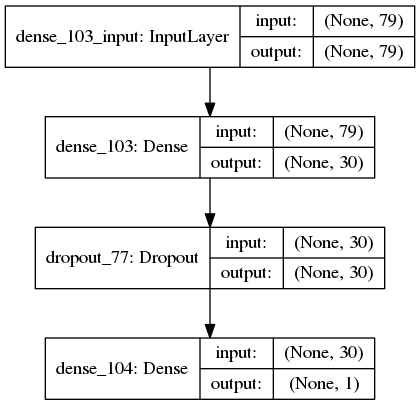 dense_103_input: InputLayer
input: (None, 79)
output: (None, 79)
dense_103: Dense
input: (None, 79)
output: (None, 30)
dropout_77: Dropout
input: (None, 30)
output: (None, 30)
dense_104: Dense
input: (None, 30)
output: (None, 1)